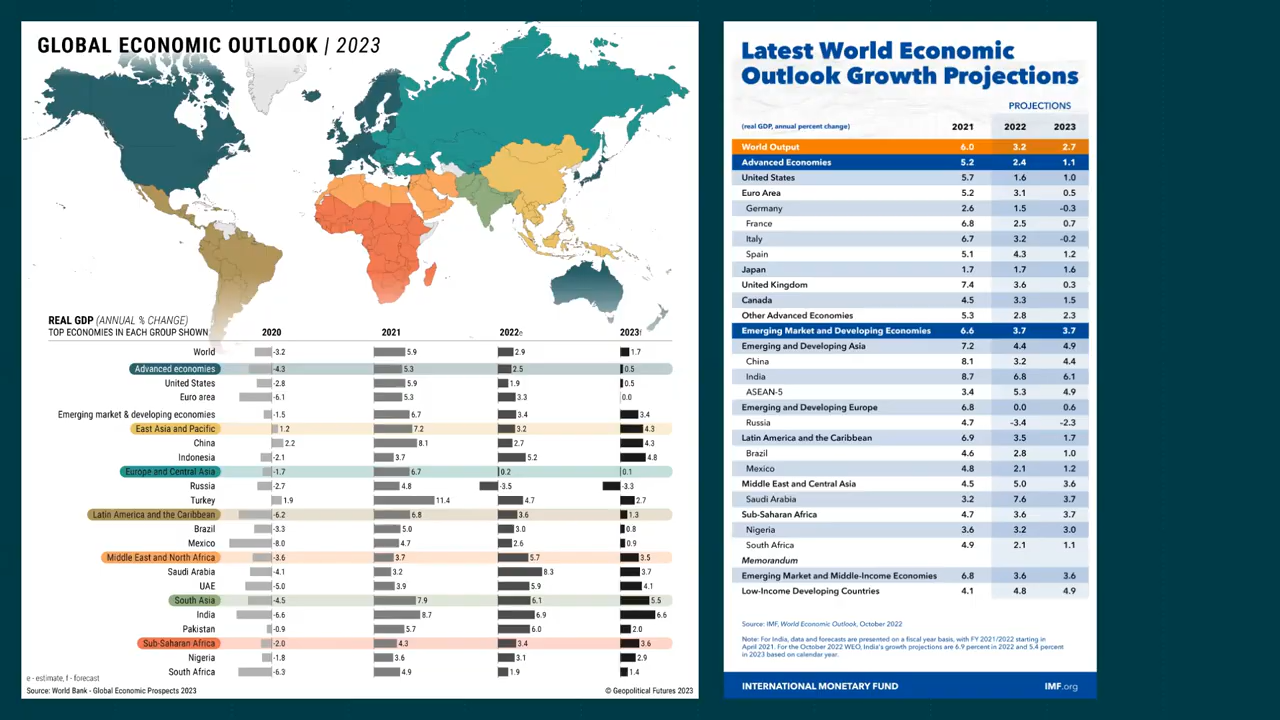 GLOBAL ECONOMIC OUTLOOK | 2023
REAL GDP (ANNUAL % CHANGE)
TOP ECONOMIES IN EACH GROUP SHOWN 2020 2021 2022e 2023f
World -3.2 5.9 2.9 1.7
Advanced economies -4.3 5.3 2.5 0.5
United States -2.8 5.9 1.9 0.5
Euro area -6.1 5.3 3.3 0.0
Emerging market & developing economies -1.5 6.7 3.4 3.4
East Asia and Pacific 1.2 7.2 3.2 4.3
China 2.2 8.1 2.7 4.3
Indonesia -2.1 3.7 5.2 4.8
Europe and Central Asia -1.7 6.7 0.2 0.1
Russia -2.7 4.8 -3.5 -3.3
Turkey 1.9 11.4 4.7 2.7
Latin America and the Caribbean -6.2 6.8 3.6 1.3
Brazil -3.3 5.0 3.0 0.8
Mexico -8.0 4.7 2.6 0.9
Middle East and North Africa -3.6 3.7 5.7 3.5
Saudi Arabia -4.1 3.2 8.3 3.7
UAE -5.0 3.9 5.9 4.1
South Asia -4.5 7.9 6.1 5.5
India -6.6 8.7 6.9 6.6
Pakistan -0.9 5.7 6.0 2.0
Sub-Saharan Africa -2.0 4.3 3.4 3.6
Nigeria -1.8 3.6 3.1 2.9
South Africa -6.3 4.9 1.9 1.4
e - estimate, f - forecast
Source: World Bank - Global Economic Prospects 2023 © Geopolitical Futures 2023
Latest World Economic
Outlook Growth Projections
PROJECTIONS
(real GDP, annual percent change) 2021 2022 2023
World Output 6.0 3.2 2.7
Advanced Economies 5.2 2.4 1.1
United States 5.7 1.6 1.0
Euro Area 5.2 3.1 0.5
Germany 2.6 1.5 -0.3
France 6.8 2.5 0.7
Italy 6.7 3.2 -0.2
Spain 5.1 4.3 1.2
Japan 1.7 1.7 1.6
United Kingdom 7.4 3.6 0.3
Canada 4.5 3.3 1.5
Other Advanced Economies 5.3 2.8 2.3
Emerging Market and Developing Economies 6.6 3.7 3.7
Emerging and Developing Asia 7.2 4.4 4.9
China 8.1 3.2 4.4
India 8.7 6.8 6.1
ASEAN-5 3.4 5.3 4.9
Emerging and Developing Europe 6.8 0.0 0.6
Russia 4.7 -3.4 -2.3
Latin America and the Caribbean 6.9 3.5 1.7
Brazil 4.6 2.8 1.0
Mexico 4.8 2.1 1.2
Middle East and Central Asia 4.5 5.0 3.6
Saudi Arabia 3.2 7.6 3.7
Sub-Saharan Africa 4.7 3.6 3.7
Nigeria 3.6 3.2 3.0
South Africa 4.9 2.1 1.1
Memorandum
Emerging Market and Middle-Income Economies 6.8 3.6 3.6
Low-Income Developing Countries 4.1 4.8 4.9
Source: IMF, World Economic Outlook, October 2022
Note: For India, data and forecasts are presented on a fiscal year basis, with FY 2021/2022 starting in
April 2021. For the October 2022 WEO, India's growth projections are 6.9 percent in 2022 and 5.4 percent
in 2023 based on calendar year.
INTERNATIONAL MONETARY FUND IMF.org